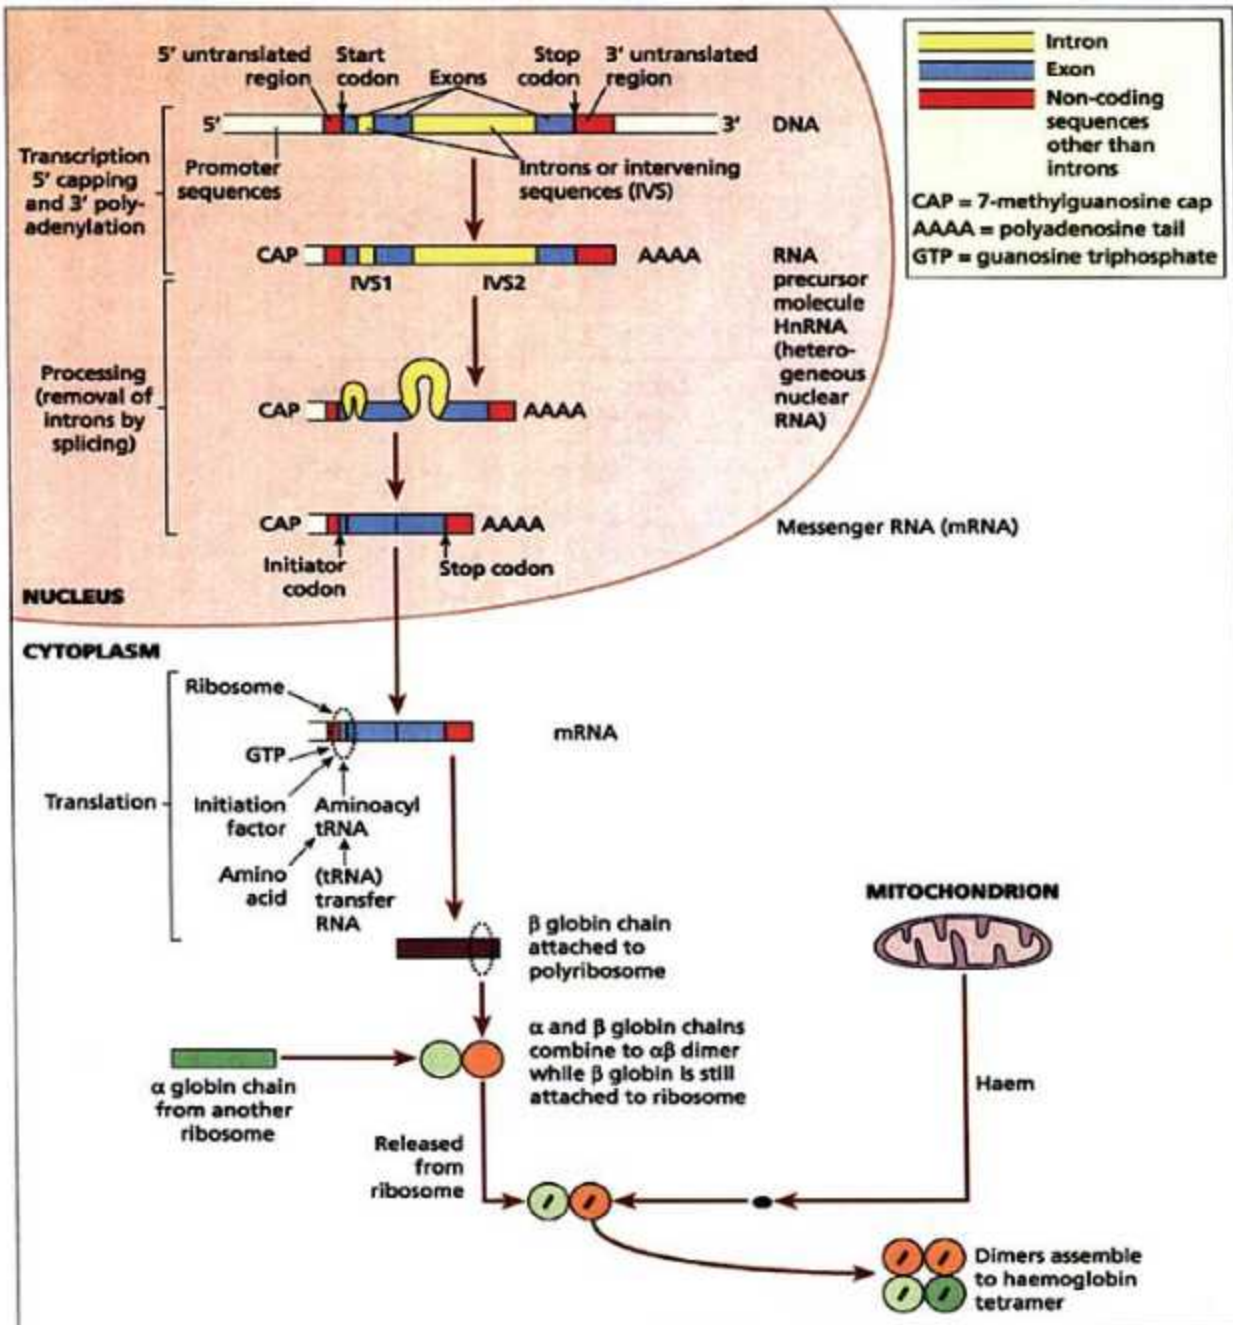 5' untranslated
region
Start
codon
Exons
Stop
codon
3' untranslated
region
5'
3'
DNA
Promoter
sequences
Introns or intervening
sequences (IVS)
Transcription
5' capping
and 3' poly-
adenylation
Intron
Exon
Non-coding
sequences
other than
introns
CAP = 7-methylguanosine cap
AAAA = polyadenosine tail
GTP = guanosine triphosphate
CAP
AAAA
IVS1
IVS2
RNA
precursor
molecule
HnRNA
(hetero-
geneous
nuclear
RNA)
Processing
(removal of
introns by
splicing)
CAP
AAAA
CAP
AAAA
Initiator
codon
Stop codon
Messenger RNA (mRNA)
NUCLEUS
CYTOPLASM
Translation
Ribosome
GTP
Initiation
factor
Aminoacyl
tRNA
Amino
acid
(tRNA)
transfer
RNA
mRNA
β globin chain
attached to
polyribosome
MITOCHONDRION
α globin chain
from another
ribosome
α and β globin chains
combine to αβ dimer
while β globin is still
attached to ribosome
Haem
Released
from
ribosome
Dimers assemble
to haemoglobin
tetramer